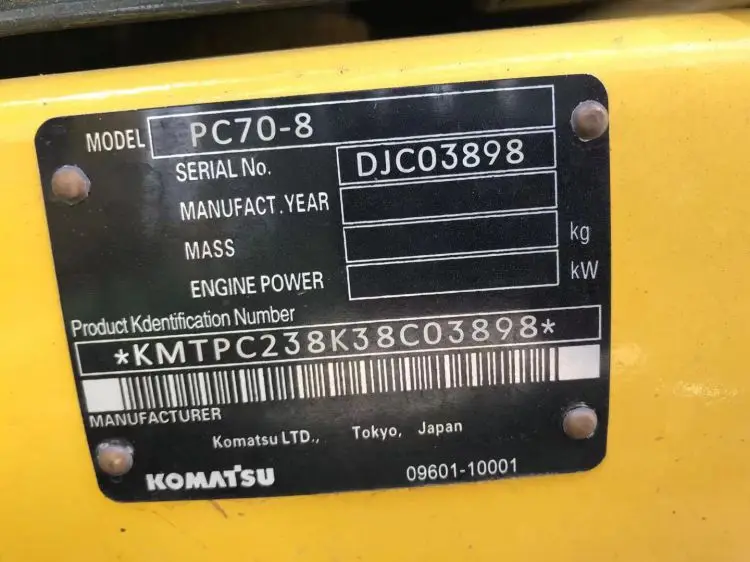 MODEL PC70-8
SERIAL No. DJC03898
MANUFACT.YEAR
MASS kg
ENGINE POWER kW
Product Kdentification Number
*KMTPC238K38C03898*
MANUFACTURER
Komatsu LTD., Tokyo, Japan
KOMATSU 09601-10001